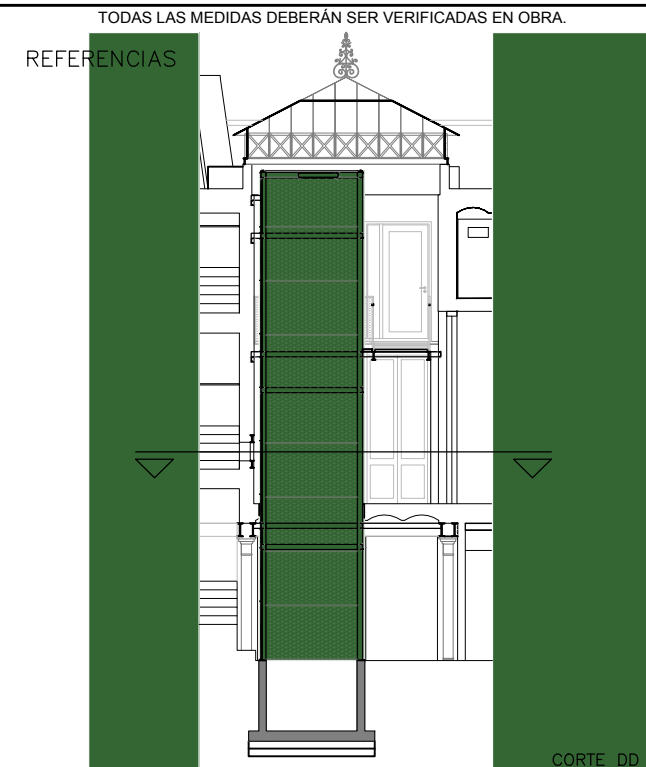 TODAS LAS MEDIDAS DEBERÁN SER VERIFICADAS EN OBRA.
REFERENCIAS
CORTE DD